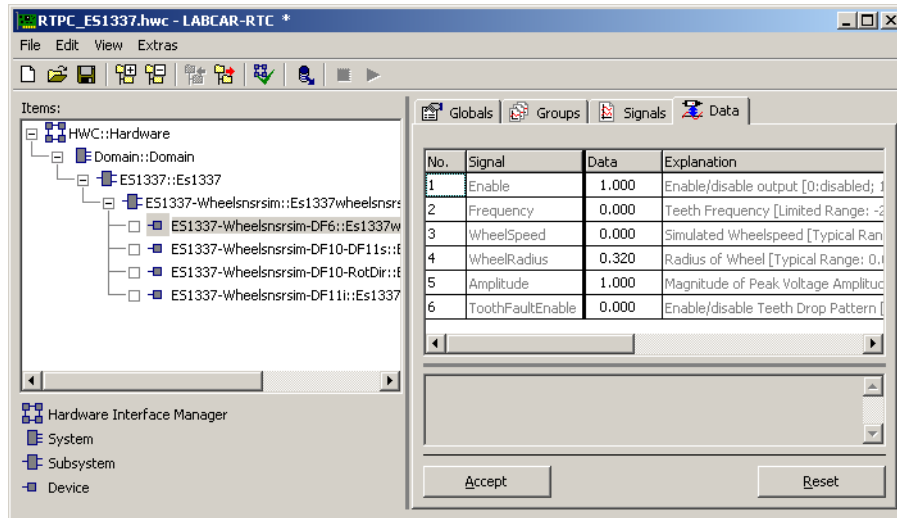 RTPC_ES1337.hwc - LABCAR-RTC *
File Edit View Extras
Items:
HWC::Hardware
Domain::Domain
ES1337::Es1337
ES1337-Wheelsnsrsim::Es1337wheelsnsrs
ES1337-Wheelsnsrsim-DF6::Es1337w
ES1337-Wheelsnsrsim-DF10-DF11s::E
ES1337-Wheelsnsrsim-DF10-RotDir::E
ES1337-Wheelsnsrsim-DF11i::Es1337
Hardware Interface Manager
System
Subsystem
Device
Globals Groups Signals Data
No. Signal Data Explanation
1 Enable 1.000 Enable/disable output [0:disabled; 1
2 Frequency 0.000 Teeth Frequency [Limited Range: -2
3 WheelSpeed 0.000 Simulated Wheelspeed [Typical Ran
4 WheelRadius 0.320 Radius of Wheel [Typical Range: 0.
5 Amplitude 1.000 Magnitude of Peak Voltage Amplitud
6 ToothFaultEnable 0.000 Enable/disable Teeth Drop Pattern [
Accept Reset